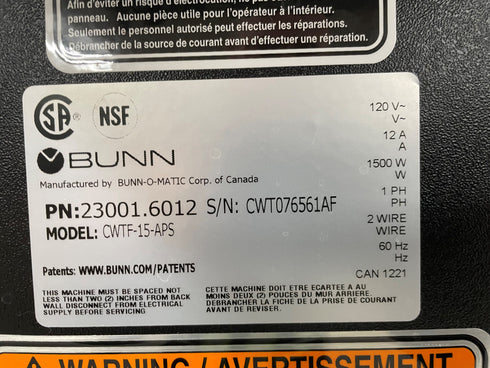 Afin d'éviter un risque d'électrocution, ne pas
panneau. Aucune pièce utile pour l'opérateur à l'intérieur.
Seulement le personnel autorisé peut effectuer les réparations.
Débrancher de la source de courant avant d'effectuer les réparations.
CSA ® NSF
BUNN
Manufactured by BUNN-O-MATIC Corp. of Canada
PN:23001.6012 S/N: CWT076561AF
MODEL: CWTF-15-APS
Patents: WWW.BUNN.COM/PATENTS
120 V~
V~
12 A
A
1500 W
W
1 PH
PH
2 WIRE
WIRE
60 Hz
Hz
CAN 1221
THIS MACHINE MUST BE SPACED NOT
LESS THAN TWO (2) INCHES FROM BACK
WALL DISCONNECT FROM ELECTRICAL
SUPPLY BEFORE SERVICING
CETTE MACHINE DOIT ETRE ECARTEE D'AU
MOINS DEUX (2) POUCES DU MUR ARRIERE.
DEBRANCHER LA FICHE DE LA PRISE DE COURANT
AVANT DE REVISER.
WARNING / AVERTISSEMENT